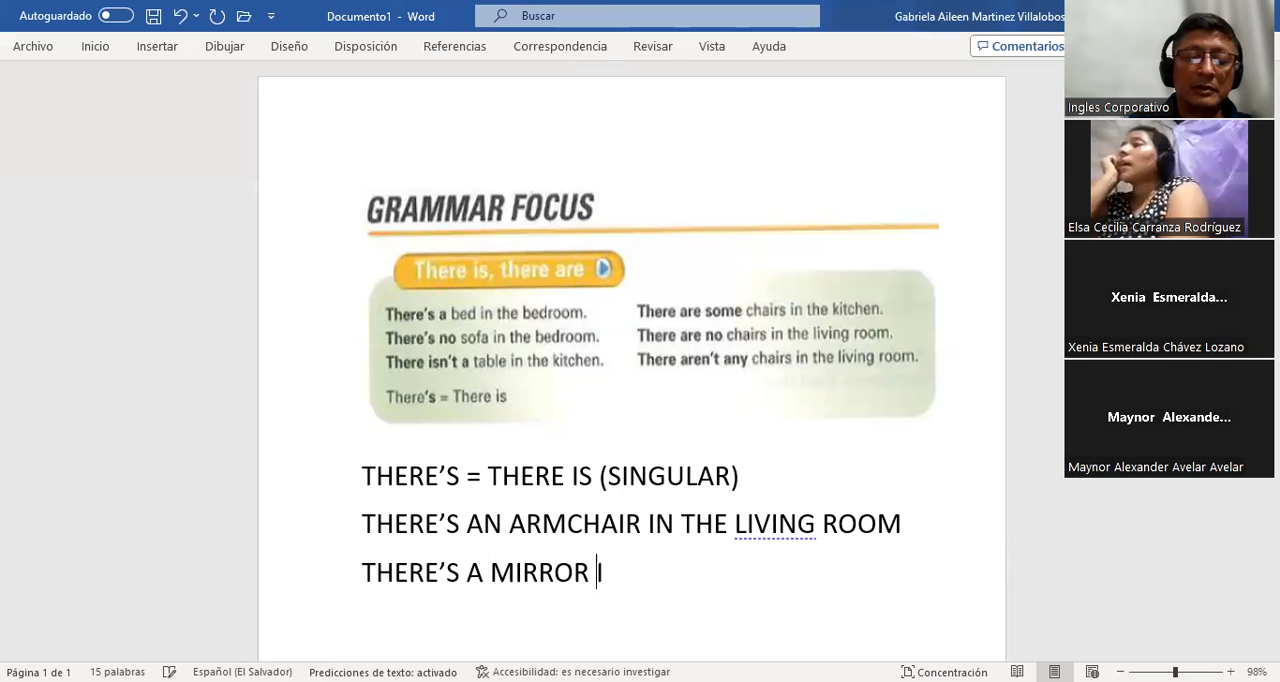 Autoguardado
Documento1 - Word
Buscar
Gabriela Aileen Martinez Villalobos
Archivo Inicio Insertar Dibujar Diseño Disposición Referencias Correspondencia Revisar Vista Ayuda
Comentarios
GRAMMAR FOCUS
There is, there are
There's a bed in the bedroom.
There's no sofa in the bedroom.
There isn't a table in the kitchen.
There's = There is
There are some chairs in the kitchen.
There are no chairs in the living room.
There aren't any chairs in the living room.
THERE'S = THERE IS (SINGULAR)
THERE'S AN ARMCHAIR IN THE LIVING ROOM
THERE'S A MIRROR I
Ingles Corporativo
Elsa Cecilia Carranza Rodríguez
Xenia Esmeralda...
Xenia Esmeralda Chávez Lozano
Maynor Alexande...
Maynor Alexander Avelar Avelar
Página 1 de 1 15 palabras Español (El Salvador) Predicciones de texto: activado Accesibilidad: es necesario investigar Concentración 98%